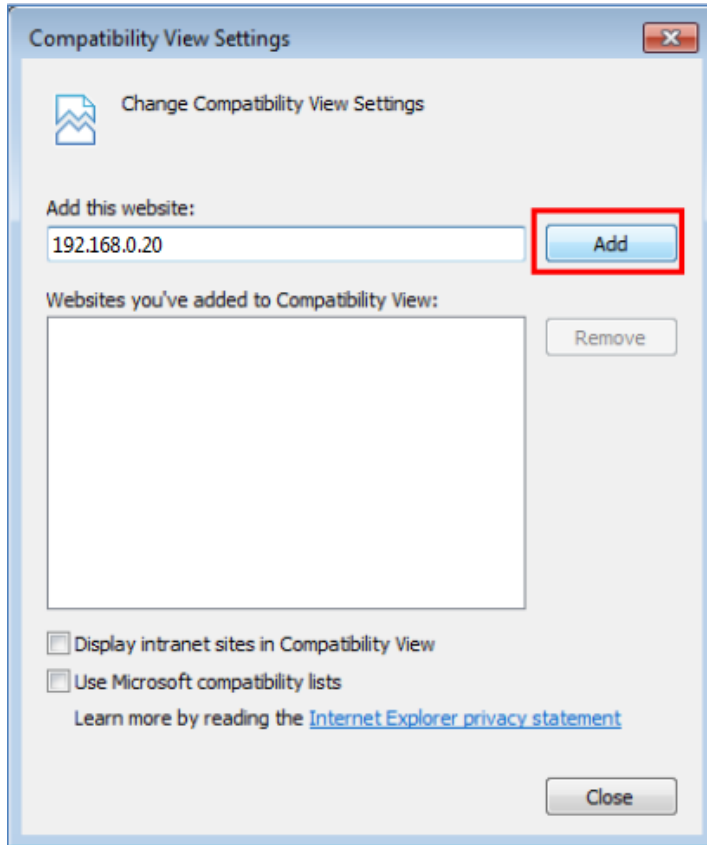 Compatibility View Settings
Change Compatibility View Settings
Add this website:
192.168.0.20
Add
Websites you've added to Compatibility View:
Remove
Display intranet sites in Compatibility View
Use Microsoft compatibility lists
Learn more by reading the Internet Explorer privacy statement
Close